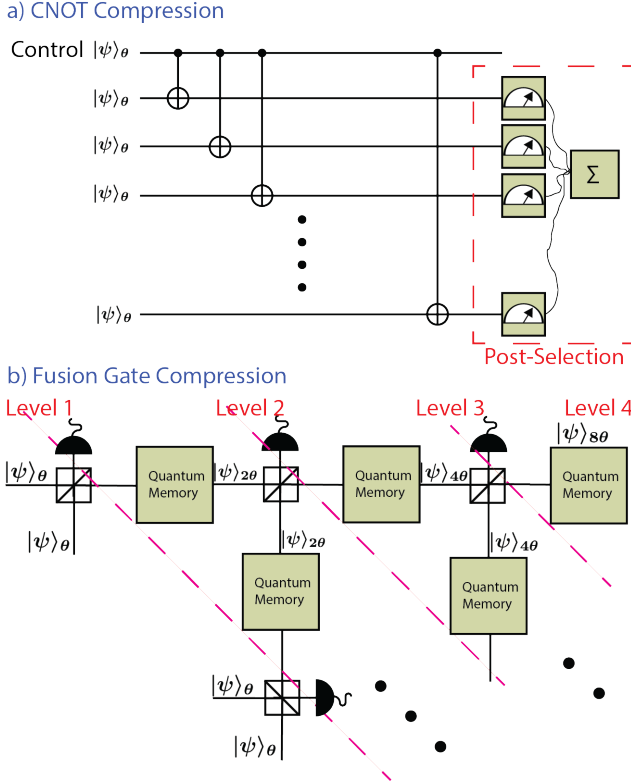 a) CNOT Compression
Control |ψ⟩θ
|ψ⟩θ
|ψ⟩θ
|ψ⟩θ
Σ
|ψ⟩θ
Post-Selection
b) Fusion Gate Compression
Level 1 Level 2 Level 3 Level 4
|ψ⟩8θ
|ψ⟩θ Quantum Memory |ψ⟩2θ Quantum Memory |ψ⟩4θ Quantum Memory
|ψ⟩θ |ψ⟩2θ |ψ⟩4θ
Quantum Memory Quantum Memory
|ψ⟩θ
|ψ⟩θ